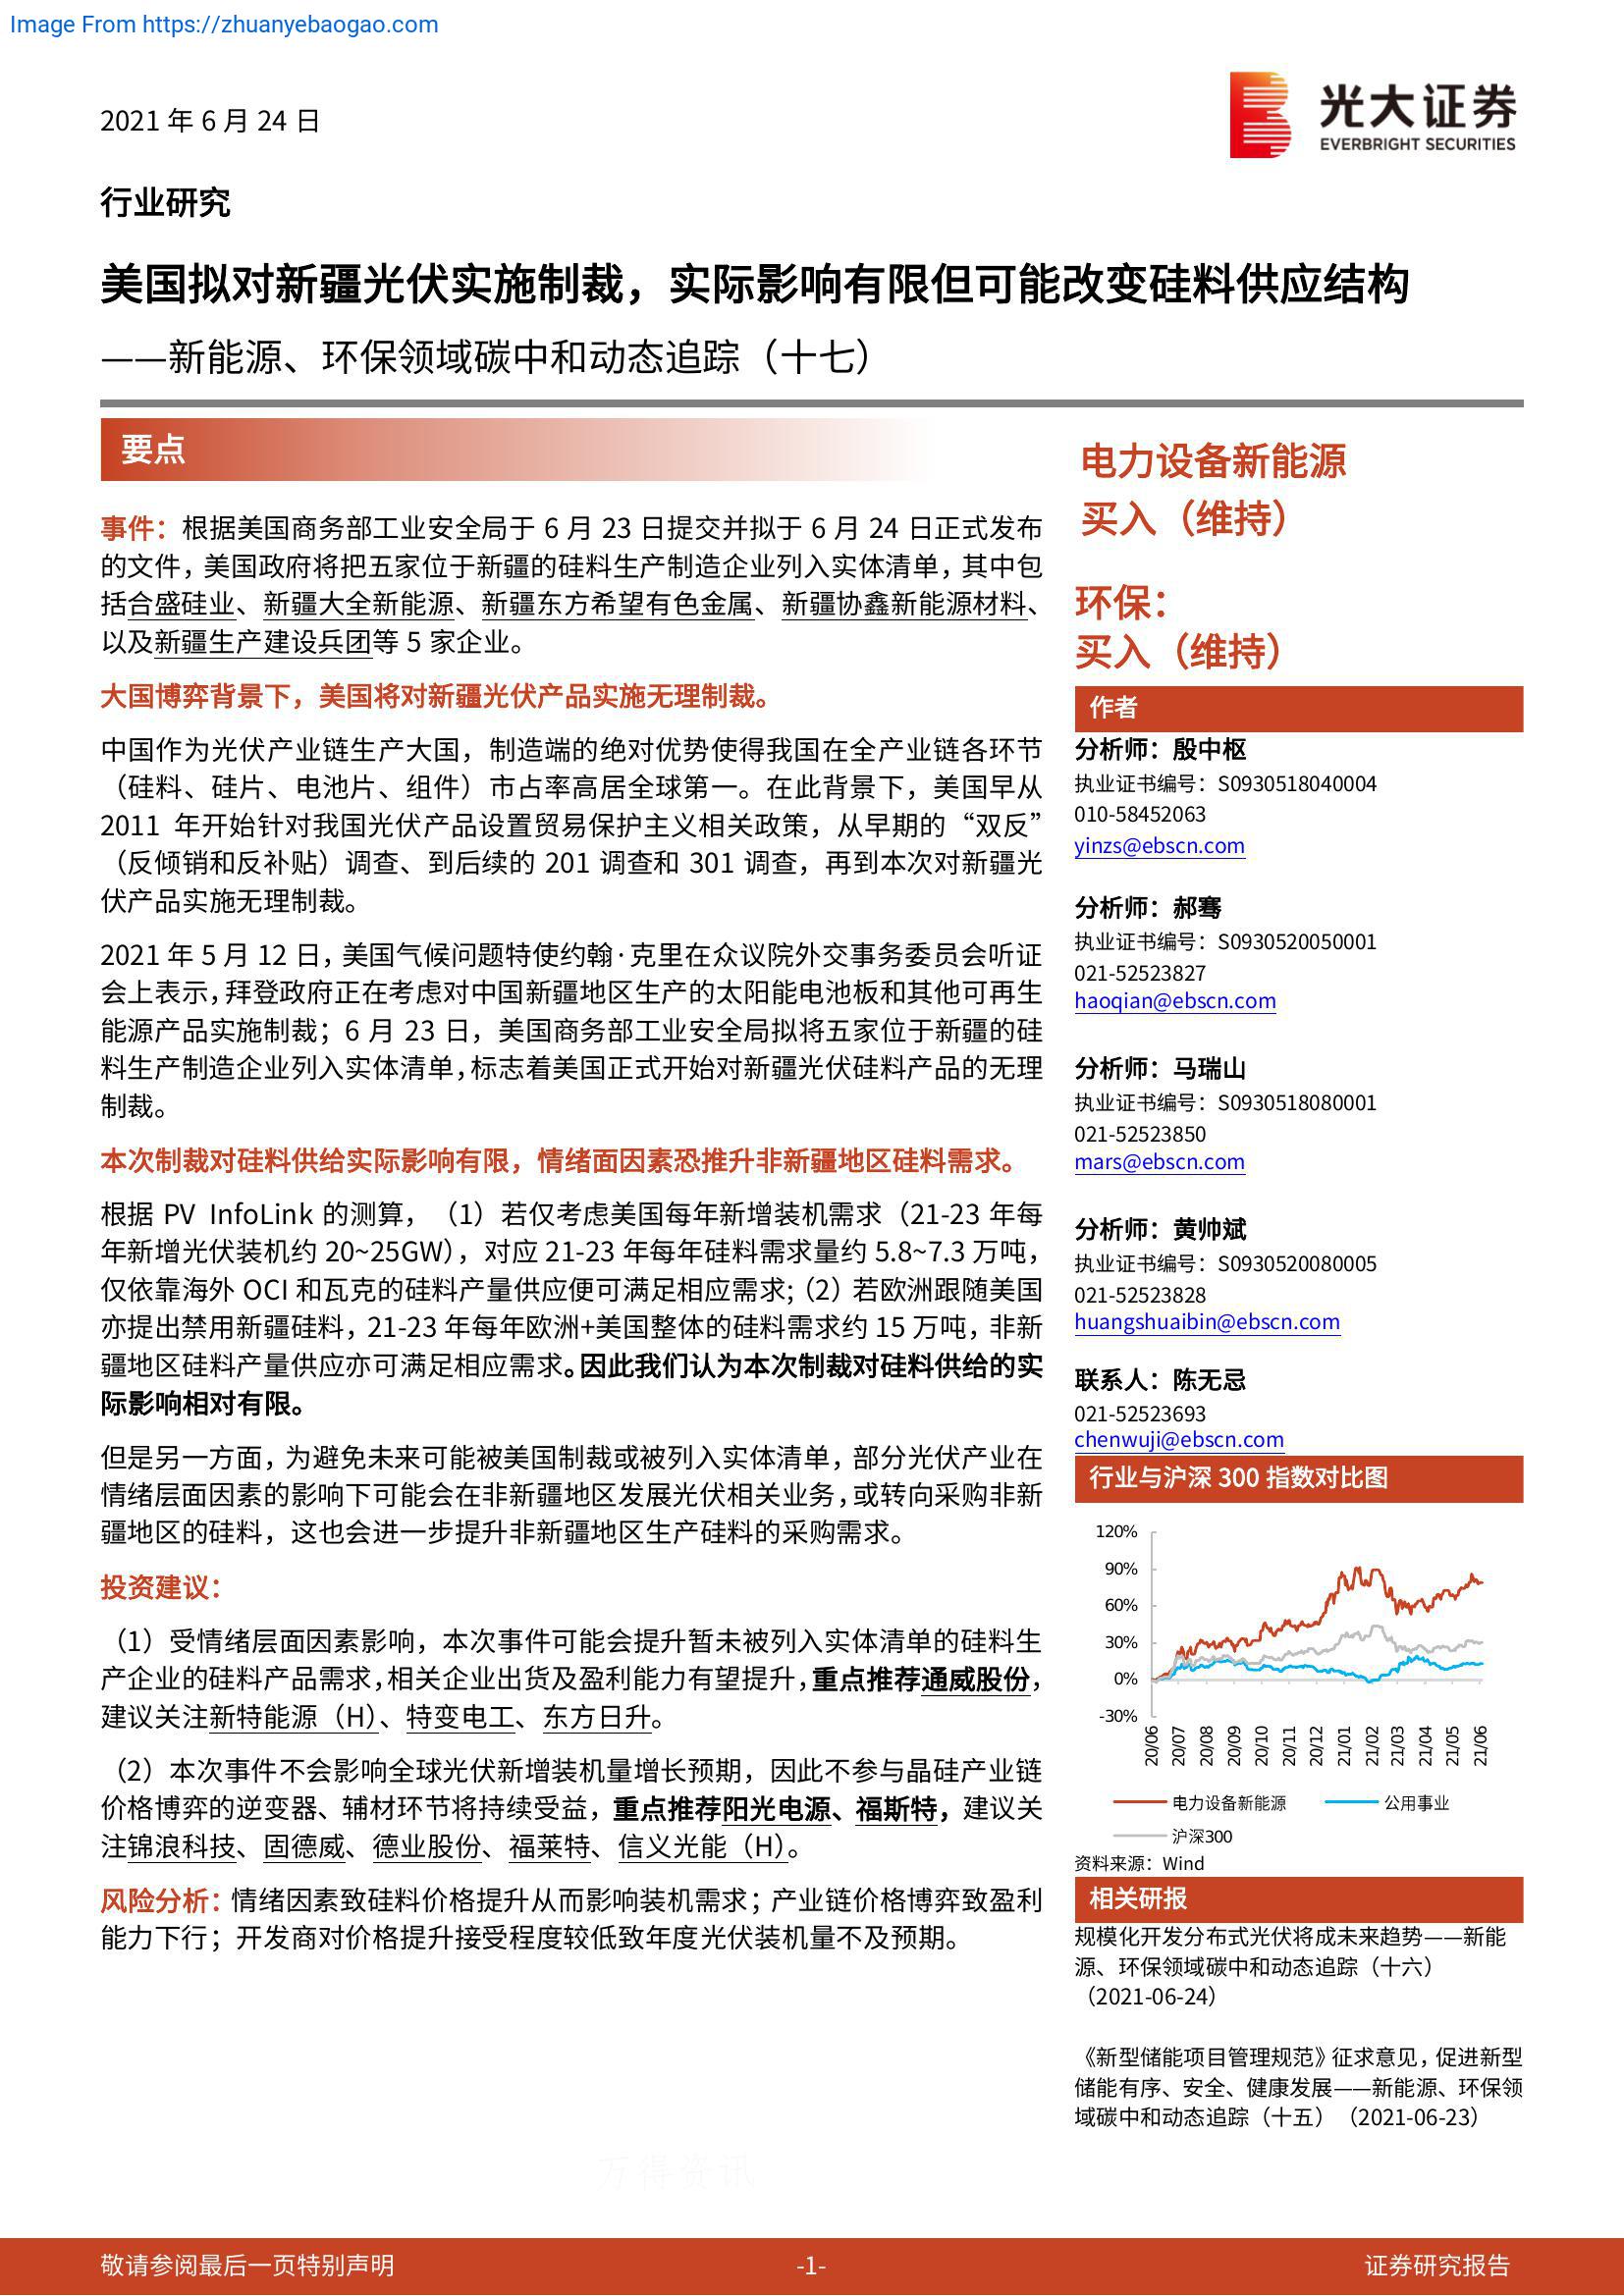 Image From https://zhuanyebaogao.com
2021 年 6 月 24 日
光大证券
EVERBRIGHT SECURITIES
行业研究
美国拟对新疆光伏实施制裁，实际影响有限但可能改变硅料供应结构
——新能源、环保领域碳中和动态追踪（十七）
要点
事件：根据美国商务部工业安全局于 6 月 23 日提交并拟于 6 月 24 日正式发布
的文件，美国政府将把五家位于新疆的硅料生产制造企业列入实体清单，其中包
括合盛硅业、新疆大全新能源、新疆东方希望有色金属、新疆协鑫新能源材料、
以及新疆生产建设兵团等 5 家企业。
大国博弈背景下，美国将对新疆光伏产品实施无理制裁。
中国作为光伏产业链生产大国，制造端的绝对优势使得我国在全产业链各环节
（硅料、硅片、电池片、组件）市占率高居全球第一。在此背景下，美国早从
2011 年开始针对我国光伏产品设置贸易保护主义相关政策，从早期的“双反”
（反倾销和反补贴）调查、到后续的 201 调查和 301 调查，再到本次对新疆光
伏产品实施无理制裁。
2021 年 5 月 12 日，美国气候问题特使约翰·克里在众议院外交事务委员会听证
会上表示，拜登政府正在考虑对中国新疆地区生产的太阳能电池板和其他可再生
能源产品实施制裁；6 月 23 日，美国商务部工业安全局拟将五家位于新疆的硅
料生产制造企业列入实体清单，标志着美国正式开始对新疆光伏硅料产品的无理
制裁。
本次制裁对硅料供给实际影响有限，情绪面因素恐推升非新疆地区硅料需求。
根据 PV InfoLink 的测算，（1）若仅考虑美国每年新增装机需求（21-23 年每
年新增光伏装机约 20~25GW），对应 21-23 年每年硅料需求量约 5.8~7.3 万吨，
仅依靠海外 OCI 和瓦克的硅料产量供应便可满足相应需求；（2）若欧洲跟随美国
亦提出禁用新疆硅料，21-23 年每年欧洲+美国整体的硅料需求约 15 万吨，非新
疆地区硅料产量供应亦可满足相应需求。因此我们认为本次制裁对硅料供给的实
际影响相对有限。
但是另一方面，为避免未来可能被美国制裁或被列入实体清单，部分光伏产业在
情绪层面因素的影响下可能会在非新疆地区发展光伏相关业务，或转向采购非新
疆地区的硅料，这也会进一步提升非新疆地区生产硅料的采购需求。
投资建议：
（1）受情绪层面因素影响，本次事件可能会提升暂未被列入实体清单的硅料生
产企业的硅料产品需求，相关企业出货及盈利能力有望提升，重点推荐通威股份，
建议关注新特能源（H）、特变电工、东方日升。
（2）本次事件不会影响全球光伏新增装机量增长预期，因此不参与晶硅产业链
价格博弈的逆变器、辅材环节将持续受益，重点推荐阳光电源、福斯特，建议关
注锦浪科技、固德威、德业股份、福莱特、信义光能（H）。
风险分析：情绪因素致硅料价格提升从而影响装机需求；产业链价格博弈致盈利
能力下行；开发商对价格提升接受程度较低致年度光伏装机量不及预期。
电力设备新能源
买入（维持）
环保：
买入（维持）
作者
分析师：殷中枢
执业证书编号：S0930518040004
010-58452063
yinzs@ebscn.com
分析师：郝骞
执业证书编号：S0930520050001
021-52523827
haoqian@ebscn.com
分析师：马瑞山
执业证书编号：S0930518080001
021-52523850
mars@ebscn.com
分析师：黄帅斌
执业证书编号：S0930520080005
021-52523828
huangshuaibin@ebscn.com
联系人：陈无忌
021-52523693
chenwuji@ebscn.com
行业与沪深 300 指数对比图
120%
90%
60%
30%
0%
-30%
20/06 20/07 20/08 20/09 20/10 20/11 20/12 21/01 21/02 21/03 21/04 21/05 21/06
电力设备新能源 公用事业
沪深300
资料来源：Wind
相关研报
规模化开发分布式光伏将成未来趋势——新能
源、环保领域碳中和动态追踪（十六）
（2021-06-24）
《新型储能项目管理规范》征求意见，促进新型
储能有序、安全、健康发展——新能源、环保领
域碳中和动态追踪（十五）（2021-06-23）
万得资讯
敬请参阅最后一页特别声明
-1-
证券研究报告